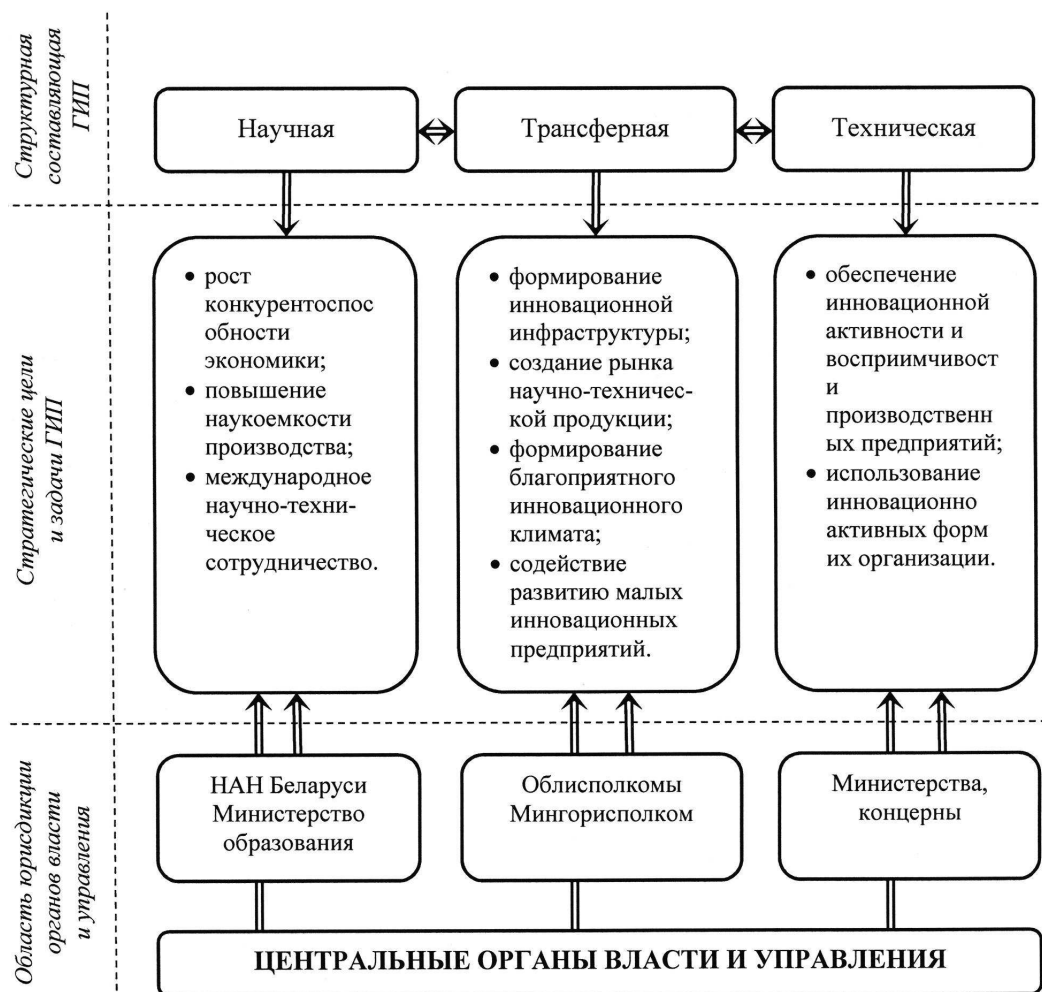 Структурная
составляющая
ГИП
Научная
Трансферная
Техническая
Стратегические цели
и задачи ГИП
• рост
конкурентоспос
обности
экономики;
• повышение
наукоемкости
производства;
• международное
научно-техни-
ческое
сотрудничество.
• формирование
инновационной
инфраструктуры;
• создание рынка
научно-техничес-
кой продукции;
• формирование
благоприятного
инновационного
климата;
• содействие
развитию малых
инновационных
предприятий.
• обеспечение
инновационной
активности и
восприимчивост
и
производственн
ых предприятий;
• использование
инновационно
активных форм
их организации.
Область юрисдикции
органов власти
и управления
НАН Беларуси
Министерство
образования
Облисполкомы
Мингорисполком
Министерства,
концерны
ЦЕНТРАЛЬНЫЕ ОРГАНЫ ВЛАСТИ И УПРАВЛЕНИЯ